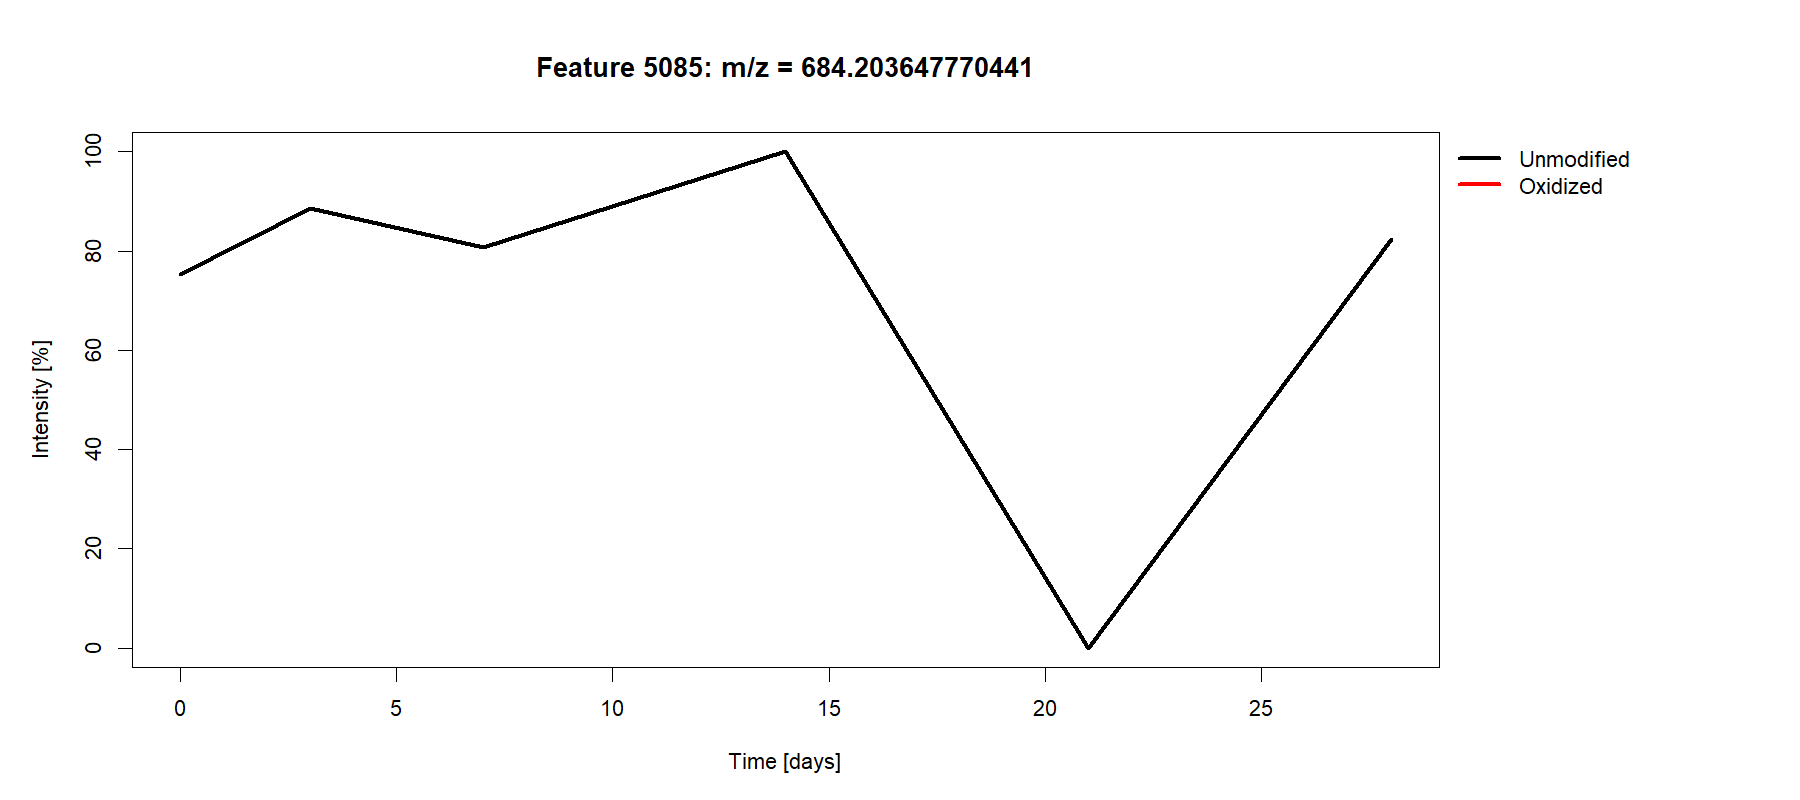 Feature 5085: m/z = 684.203647770441
Unmodified
Oxidized
Intensity [%]
100
80
60
40
20
0
0 5 10 15 20 25
Time [days]